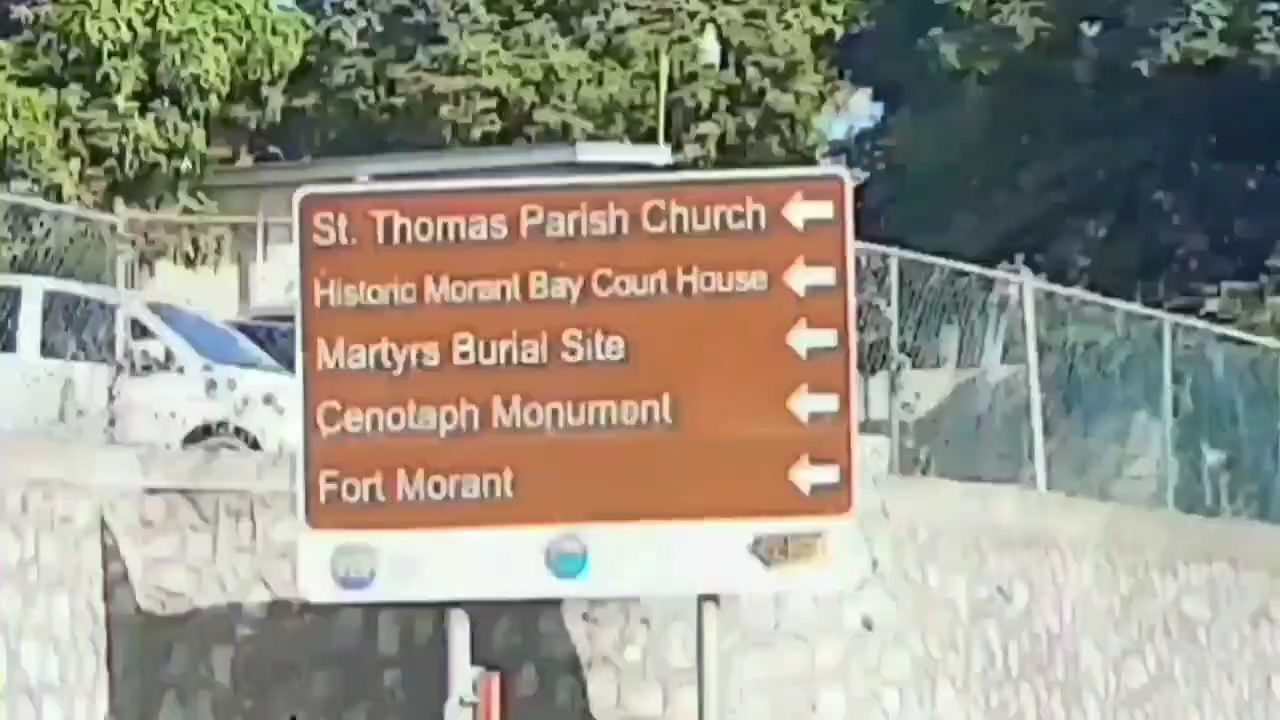 St. Thomas Parish Church
Historic Morant Bay Court House
Martyrs Burial Site
Cenotaph Monument
Fort Morant